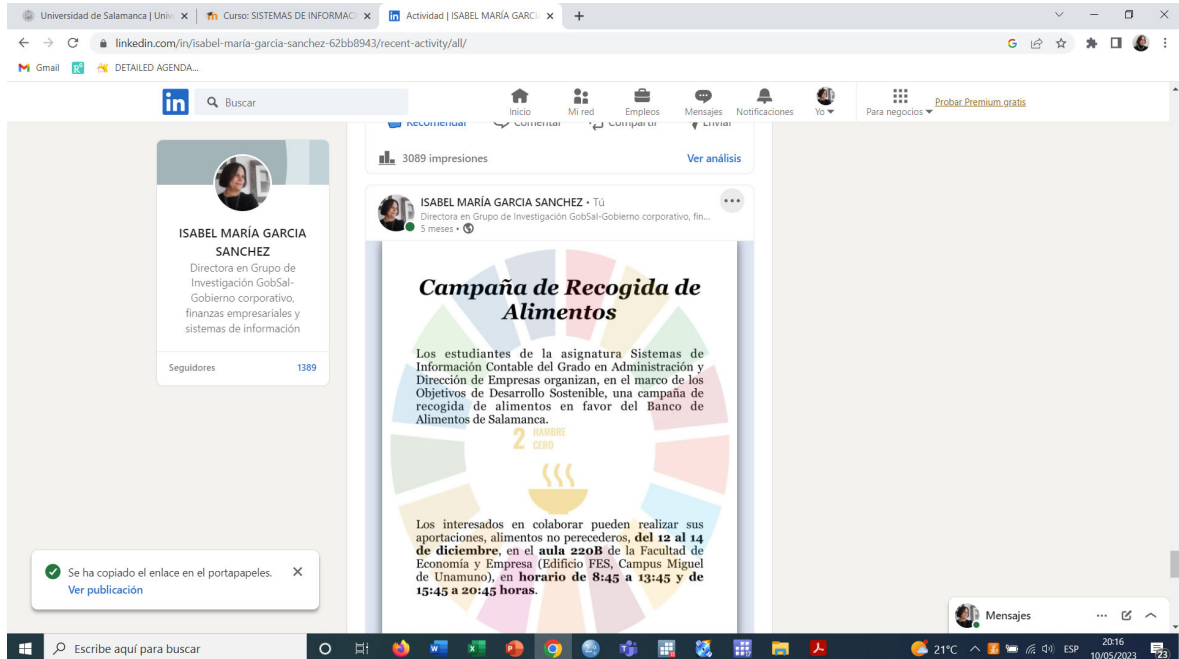 Universidad de Salamanca | Unive
Curso: SISTEMAS DE INFORMAC
Actividad | ISABEL MARÍA GARCI
linkedin.com/in/isabel-maría-garcia-sanchez-62bb8943/recent-activity/all/
Gmail
DETAILED AGENDA...
in
Buscar
Inicio
Mi red
Empleos
Mensajes
Notificaciones
Yo
Para negocios
Probar Premium gratis
Recomendar
Comentar
Compartir
Enviar
3089 impresiones
Ver análisis
ISABEL MARÍA GARCIA
SANCHEZ
Directora en Grupo de
Investigación GobSal-
Gobierno corporativo,
finanzas empresariales y
sistemas de información
Seguidores 1389
ISABEL MARÍA GARCIA SANCHEZ • Tú
Directora en Grupo de Investigación GobSal-Gobierno corporativo, fin...
5 meses •
Campaña de Recogida de
Alimentos
Los estudiantes de la asignatura Sistemas de
Información Contable del Grado en Administración y
Dirección de Empresas organizan, en el marco de los
Objetivos de Desarrollo Sostenible, una campaña de
recogida de alimentos en favor del Banco de
Alimentos de Salamanca.
2 HAMBRE
CERO
Los interesados en colaborar pueden realizar sus
aportaciones, alimentos no perecederos, del 12 al 14
de diciembre, en el aula 220B de la Facultad de
Economía y Empresa (Edificio FES, Campus Miguel
de Unamuno), en horario de 8:45 a 13:45 y de
15:45 a 20:45 horas.
Se ha copiado el enlace en el portapapeles.
Ver publicación
Mensajes
Escribe aquí para buscar
21°C
ESP
20:16
10/05/2023